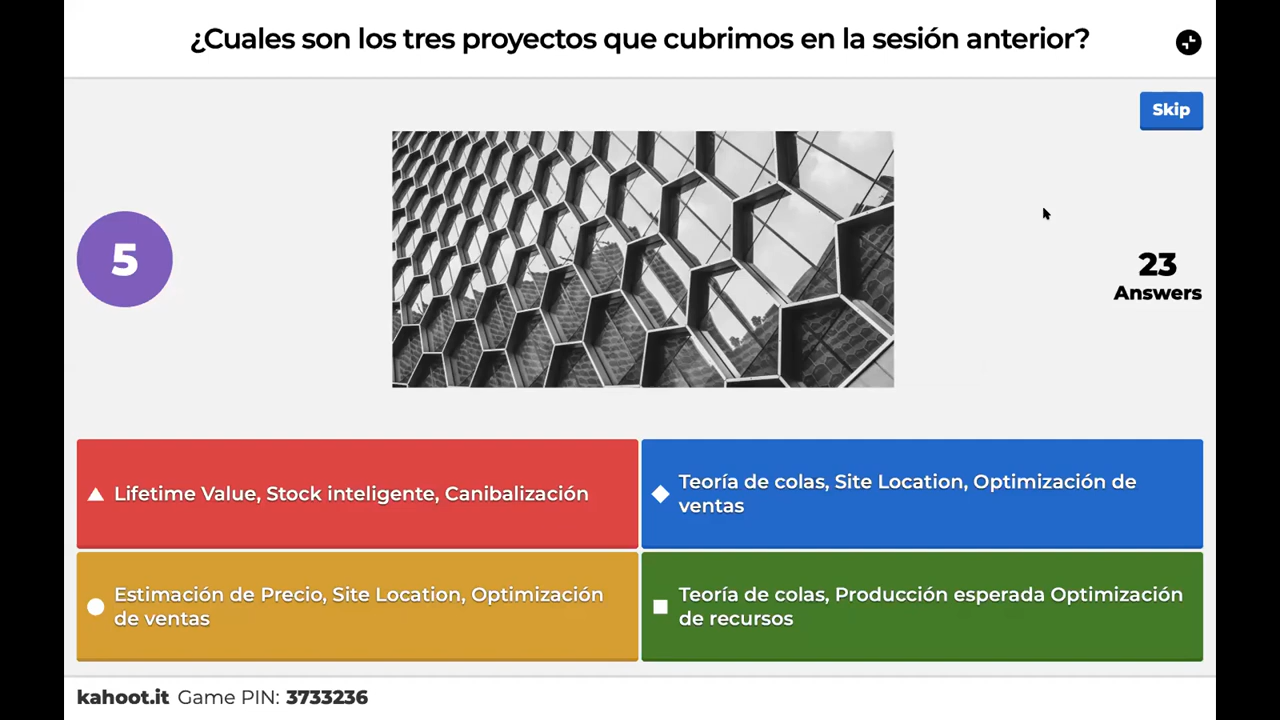 ¿Cuales son los tres proyectos que cubrimos en la sesión anterior?
Skip
5
23
Answers
Lifetime Value, Stock inteligente, Canibalización
Teoría de colas, Site Location, Optimización de
ventas
Estimación de Precio, Site Location, Optimización
de ventas
Teoría de colas, Producción esperada Optimización
de recursos
kahoot.it Game PIN: 3733236